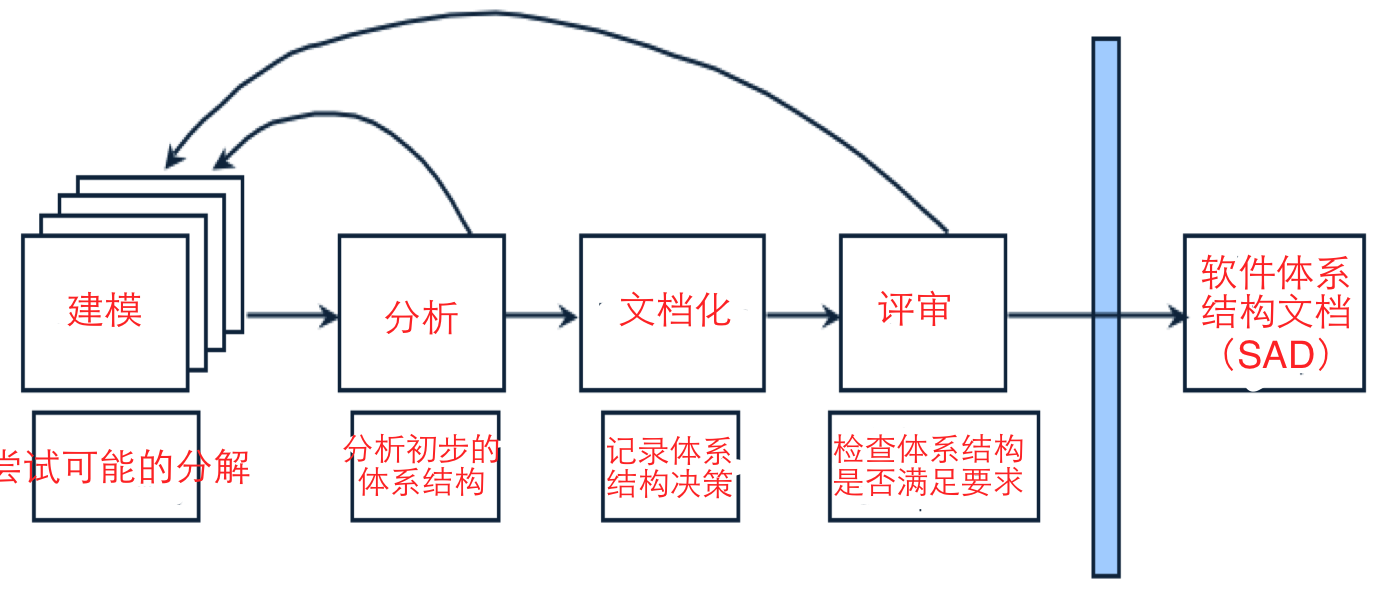 建模
分析
文档化
评审
软件体系
结构文档
（SAD）
尝试可能的分解
分析初步的
体系结构
记录体系
结构决策
检查体系结构
是否满足要求